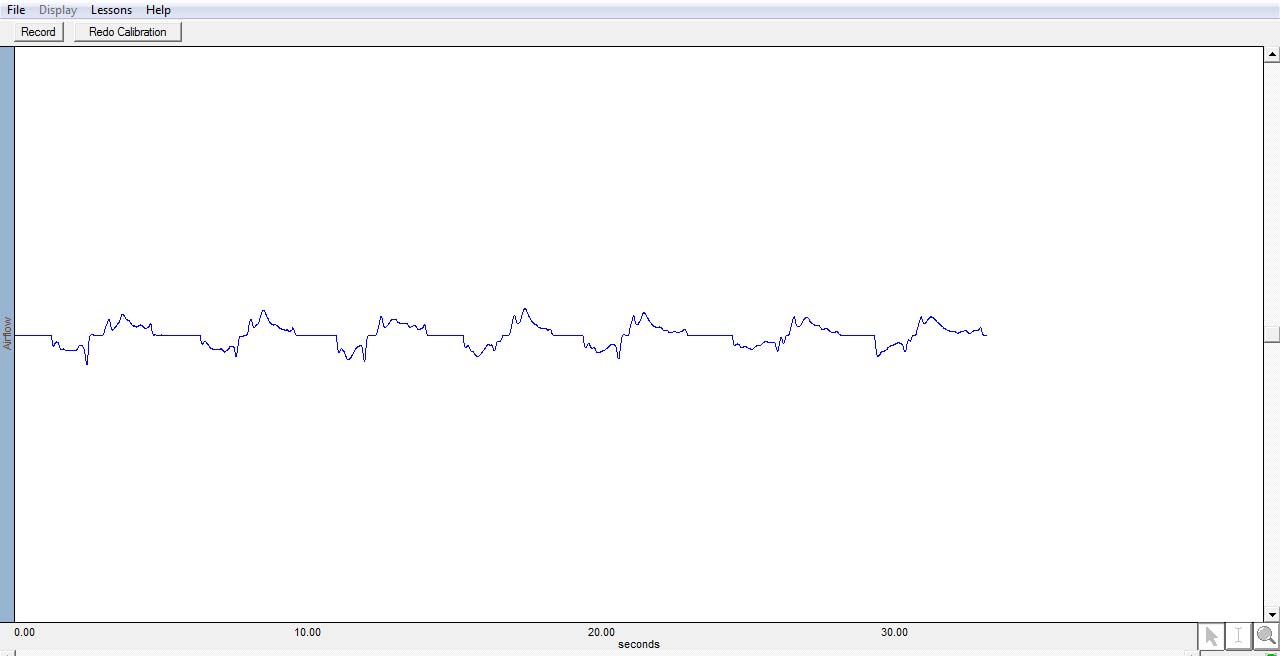 File Display Lessons Help
Record Redo Calibration
Airflow
0.00 10.00 20.00 30.00
seconds